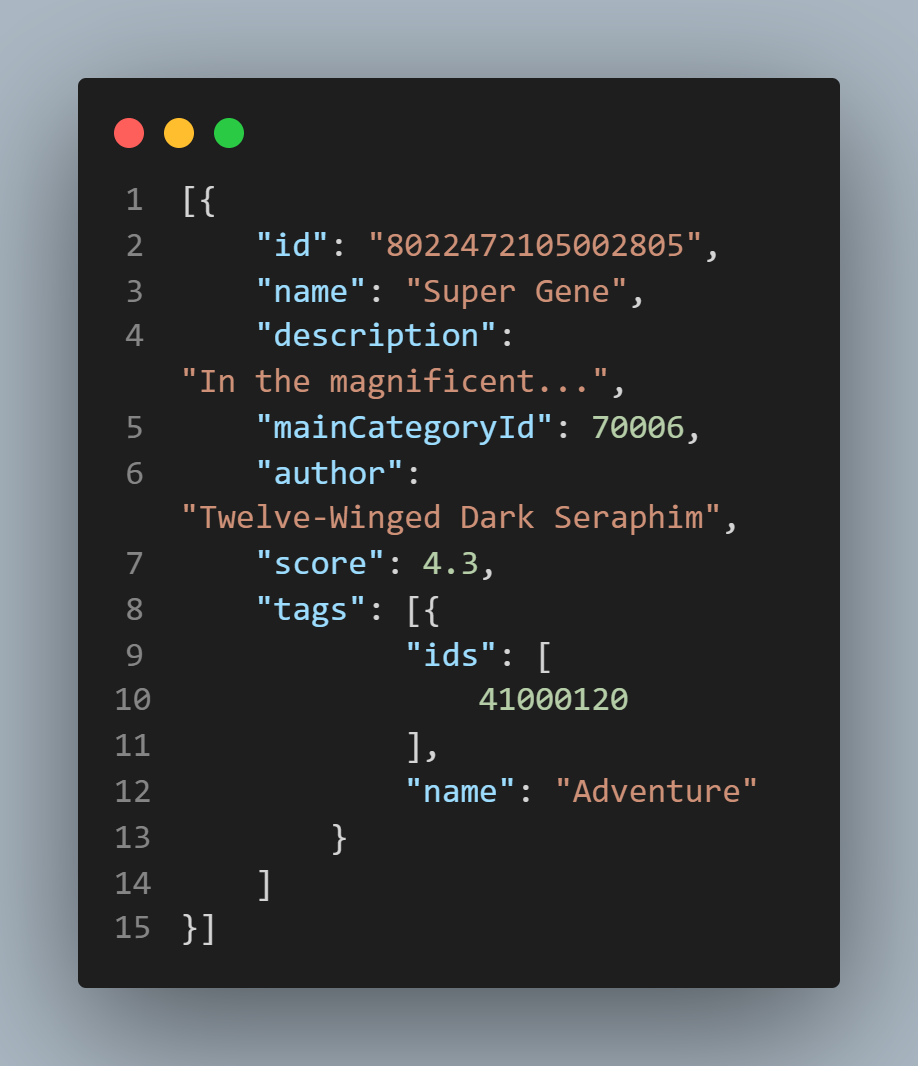 1 [{
2     "id": "8022472105002805",
3     "name": "Super Gene",
4     "description":
"In the magnificent...",
5     "mainCategoryId": 70006,
6     "author":
"Twelve-Winged Dark Seraphim",
7     "score": 4.3,
8     "tags": [{
9             "ids": [
10                 41000120
11             ],
12             "name": "Adventure"
13         }
14     ]
15 }]